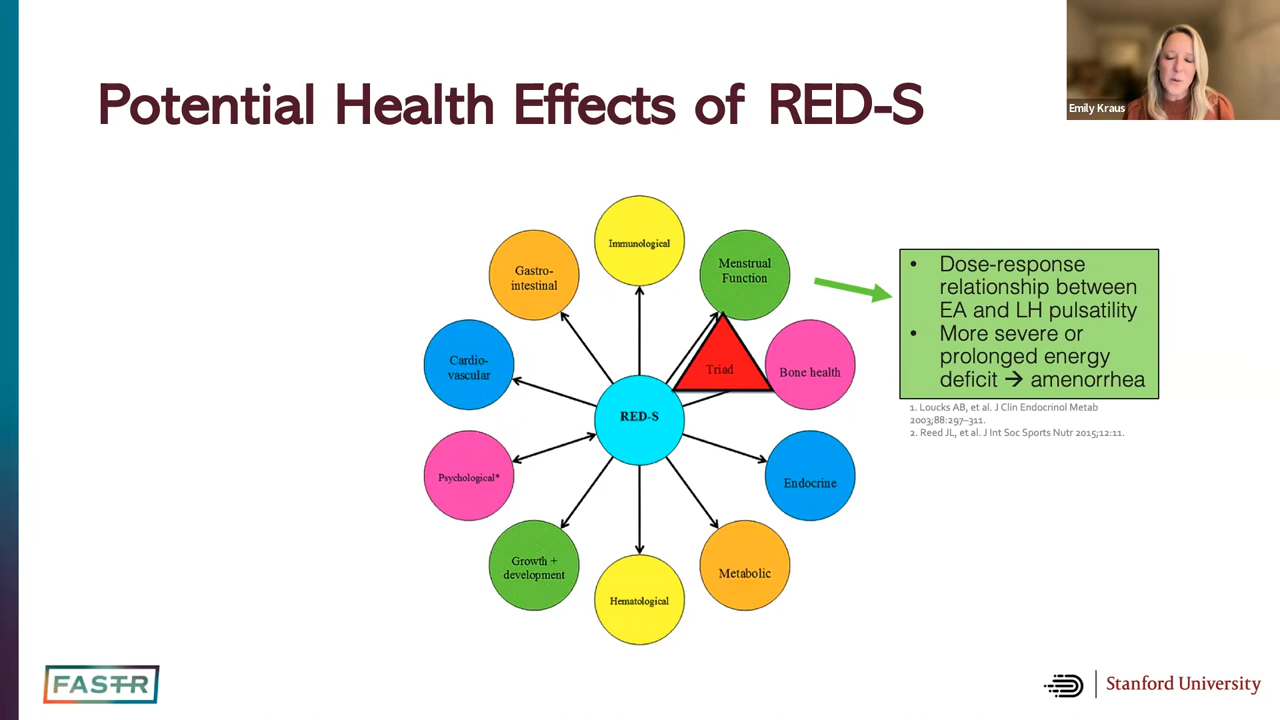 Potential Health Effects of RED-S
Emily Kraus
Immunological
Gastro-
intestinal
Menstrual
Function
Cardio-
vascular
Triad
Bone health
RED-S
Psychological*
Endocrine
Growth +
development
Metabolic
Hematological
• Dose-response
relationship between
EA and LH pulsatility
• More severe or
prolonged energy
deficit → amenorrhea
1. Loucks AB, et al. J Clin Endocrinol Metab
2003;88:297–311.
2. Reed JL, et al. J Int Soc Sports Nutr 2015;12:11.
FASTR
Stanford University